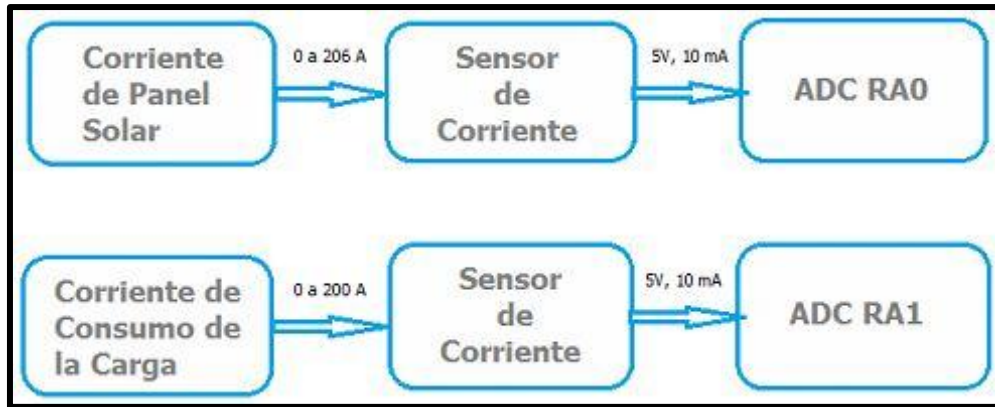 Corriente
de Panel
Solar
0 a 206 A
Sensor
de
Corriente
5V, 10 mA
ADC RA0
Corriente de
Consumo de
la Carga
0 a 200 A
Sensor
de
Corriente
5V, 10 mA
ADC RA1